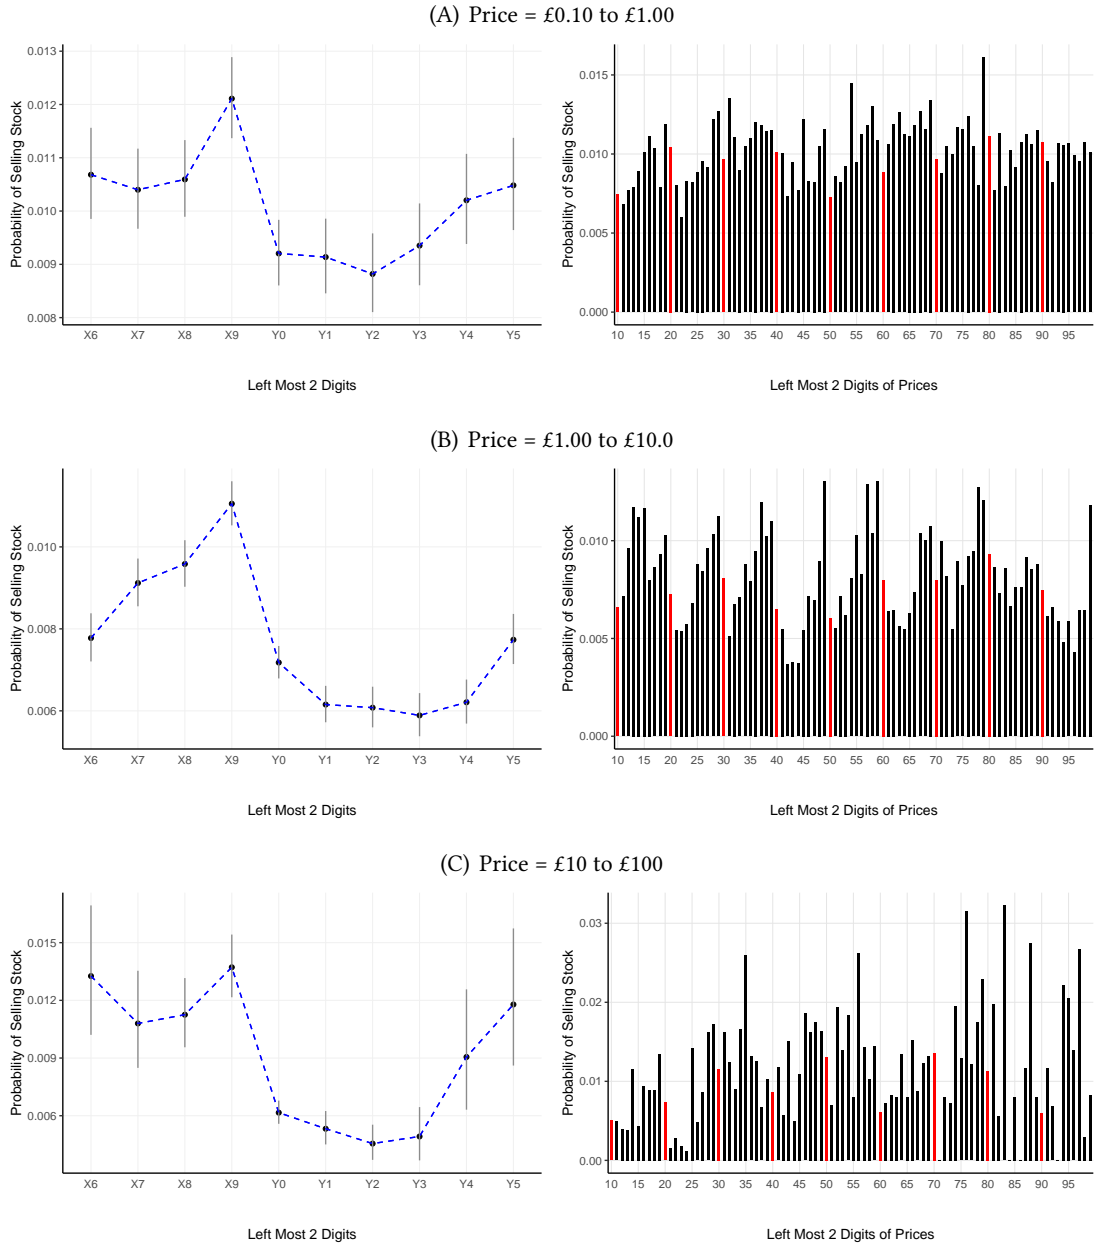 (A) Price = £0.10 to £1.00
Probability of Selling Stock
0.013
0.012
0.011
0.010
0.009
0.008
X6 X7 X8 X9 Y0 Y1 Y2 Y3 Y4 Y5
Left Most 2 Digits
Probability of Selling Stock
0.015
0.010
0.005
0.000
10 15 20 25 30 35 40 45 50 55 60 65 70 75 80 85 90 95
Left Most 2 Digits of Prices
(B) Price = £1.00 to £10.0
Probability of Selling Stock
0.010
0.008
0.006
X6 X7 X8 X9 Y0 Y1 Y2 Y3 Y4 Y5
Left Most 2 Digits
Probability of Selling Stock
0.010
0.005
0.000
10 15 20 25 30 35 40 45 50 55 60 65 70 75 80 85 90 95
Left Most 2 Digits of Prices
(C) Price = £10 to £100
Probability of Selling Stock
0.015
0.012
0.009
0.006
X6 X7 X8 X9 Y0 Y1 Y2 Y3 Y4 Y5
Left Most 2 Digits
Probability of Selling Stock
0.03
0.02
0.01
0.00
10 15 20 25 30 35 40 45 50 55 60 65 70 75 80 85 90 95
Left Most 2 Digits of Prices